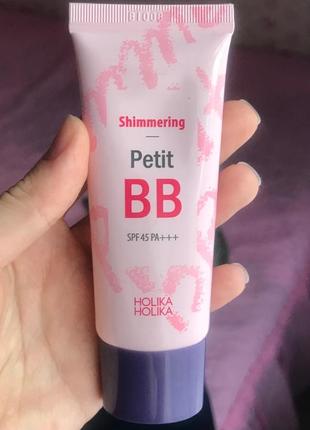 Shimmering
Petit
BB
SPF 45 PA+++
HOLIKA
HOLIKA